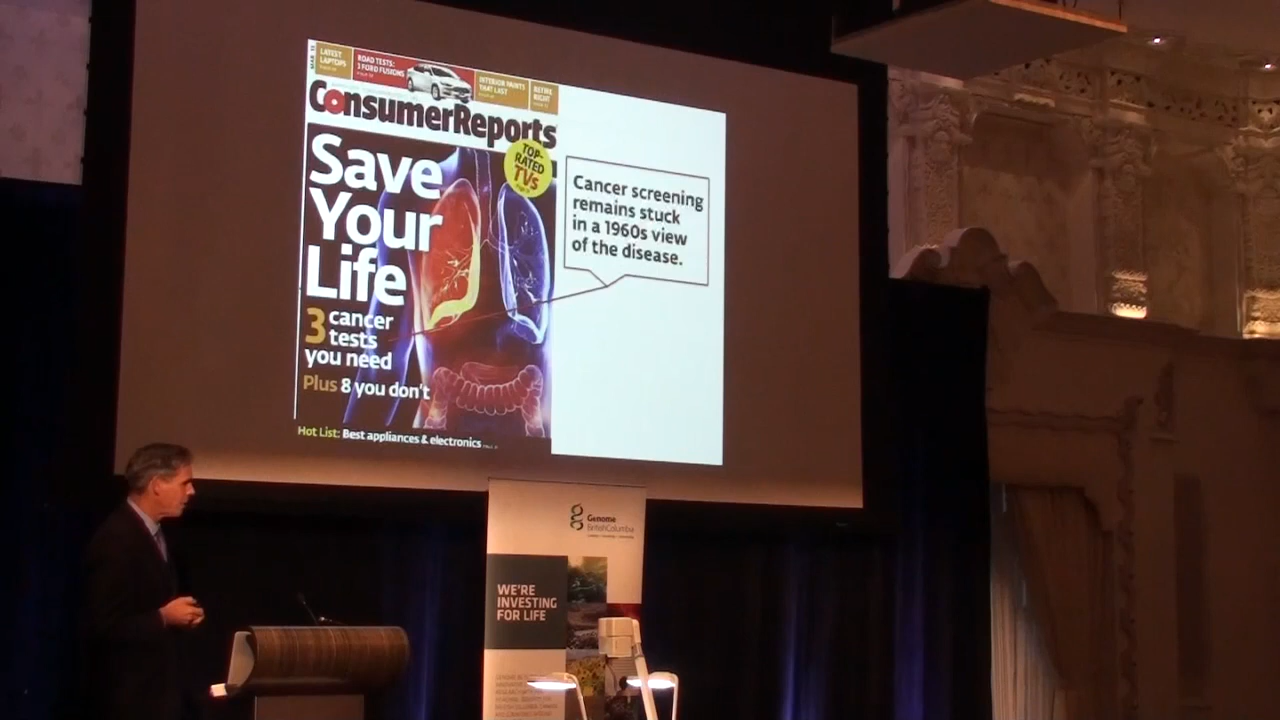 LATEST
LAPTOPS
ROAD TESTS:
3 FORD FUSIONS
INTERIOR PAINTS
THAT LAST
RETIRE
RIGHT
ConsumerReports
TOP-
RATED
TVs
Save
Your
Life
3 cancer
tests
you need
Plus 8 you don't
Hot List: Best appliances & electronics
Cancer screening
remains stuck
in a 1960s view
of the disease.
Genome
BritishColumbia
WE'RE
INVESTING
FOR LIFE